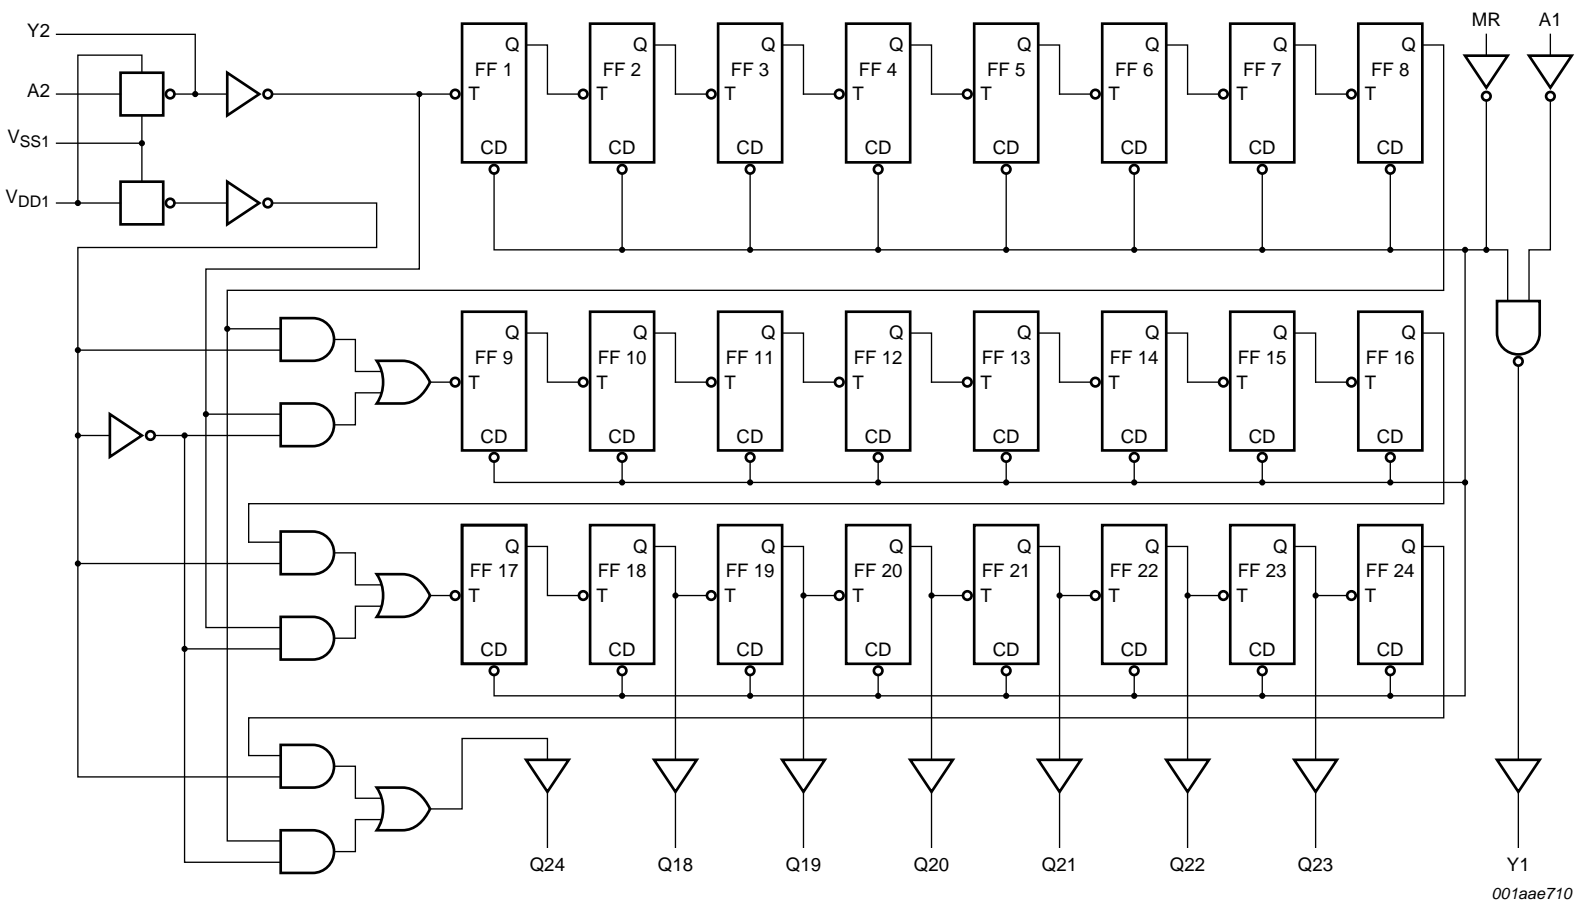 Y2
A2
VSS1
VDD1
MR A1
Q Q Q Q Q Q Q Q
FF 1 FF 2 FF 3 FF 4 FF 5 FF 6 FF 7 FF 8
T T T T T T T T
CD CD CD CD CD CD CD CD
Q Q Q Q Q Q Q Q
FF 9 FF 10 FF 11 FF 12 FF 13 FF 14 FF 15 FF 16
T T T T T T T T
CD CD CD CD CD CD CD CD
Q Q Q Q Q Q Q Q
FF 17 FF 18 FF 19 FF 20 FF 21 FF 22 FF 23 FF 24
T T T T T T T T
CD CD CD CD CD CD CD CD
Q24 Q18 Q19 Q20 Q21 Q22 Q23 Y1
001aae710